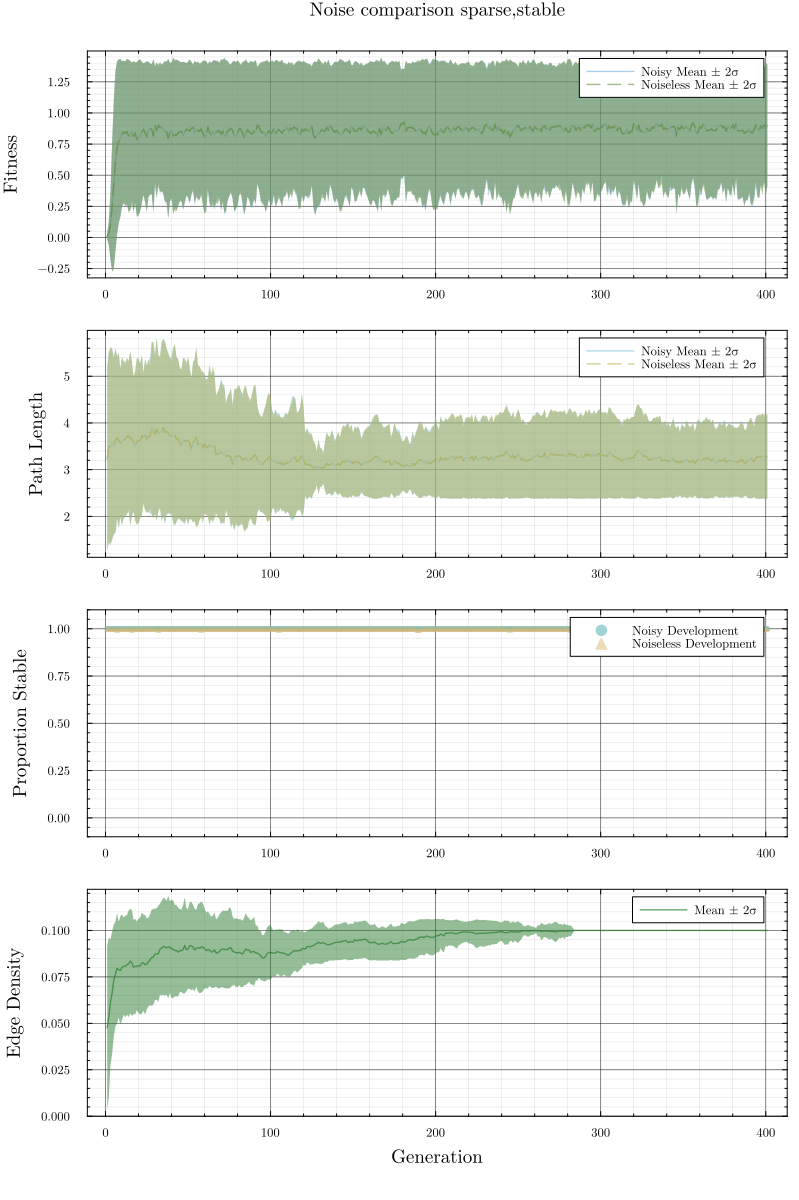 Noise comparison sparse,stable
1.25
1.00
0.75
0.50
0.25
0.00
−0.25
Fitness
Noisy Mean ± 2σ
Noiseless Mean ± 2σ
0 100 200 300 400
5
4
3
2
Path Length
Noisy Mean ± 2σ
Noiseless Mean ± 2σ
0 100 200 300 400
1.00
0.75
0.50
0.25
0.00
Proportion Stable
Noisy Development
Noiseless Development
0 100 200 300 400
0.100
0.075
0.050
0.025
0.000
Edge Density
Mean ± 2σ
0 100 200 300 400
Generation